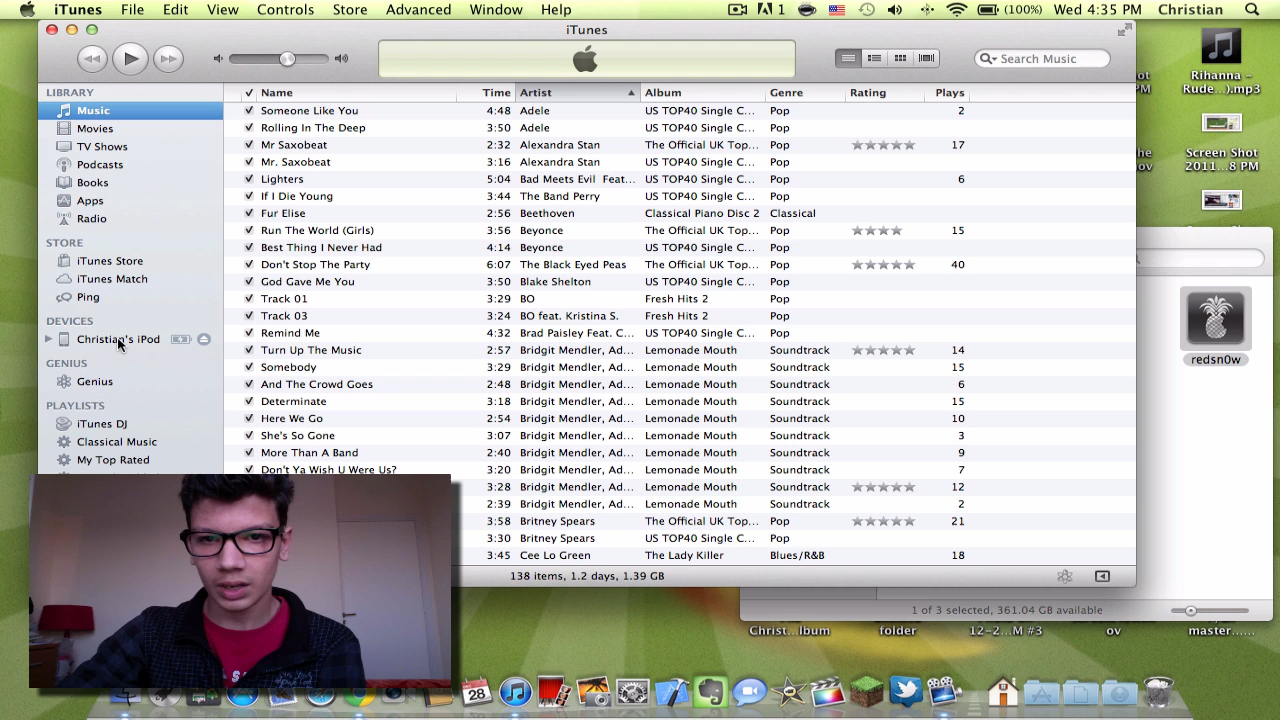 iTunes File Edit View Controls Store Advanced Window Help 1 (100%) Wed 4:35 PM Christian
iTunes
Search Music
LIBRARY
Music
Movies
TV Shows
Podcasts
Books
Apps
Radio
STORE
iTunes Store
iTunes Match
Ping
DEVICES
Christian's iPod
GENIUS
Genius
PLAYLISTS
iTunes DJ
Classical Music
My Top Rated
Name Time Artist Album Genre Rating Plays
Someone Like You 4:48 Adele US TOP40 Single C... Pop 2
Rolling In The Deep 3:50 Adele US TOP40 Single C... Pop
Mr Saxobeat 2:32 Alexandra Stan The Official UK Top... Pop 17
Mr. Saxobeat 3:16 Alexandra Stan US TOP40 Single C... Pop
Lighters 5:04 Bad Meets Evil Feat... US TOP40 Single C... Pop 6
If I Die Young 3:44 The Band Perry US TOP40 Single C... Pop
Fur Elise 2:58 Beethoven Classical Piano Disc 2 Classical
Run The World (Girls) 3:56 Beyonce The Official UK Top... Pop 15
Best Thing I Never Had 4:14 Beyonce US TOP40 Single C... Pop
Don't Stop The Party 6:07 The Black Eyed Peas The Official UK Top... Pop 40
God Gave Me You 3:50 Blake Shelton US TOP40 Single C... Pop
Track 01 3:29 BO Fresh Hits 2 Pop
Track 03 3:24 BO feat. Kristina S. Fresh Hits 2 Pop
Remind Me 4:32 Brad Paisley Feat. C... US TOP40 Single C... Pop
Turn Up The Music 2:57 Bridgit Mendler, Ad... Lemonade Mouth Soundtrack 14
Somebody 3:29 Bridgit Mendler, Ad... Lemonade Mouth Soundtrack 15
And The Crowd Goes 2:48 Bridgit Mendler, Ad... Lemonade Mouth Soundtrack 6
Determinate 3:18 Bridgit Mendler, Ad... Lemonade Mouth Soundtrack 15
Here We Go 2:54 Bridgit Mendler, Ad... Lemonade Mouth Soundtrack 10
She's So Gone 3:07 Bridgit Mendler, Ad... Lemonade Mouth Soundtrack 3
More Than A Band 2:40 Bridgit Mendler, Ad... Lemonade Mouth Soundtrack 9
Don't Ya Wish U Were Us? 3:20 Bridgit Mendler, Ad... Lemonade Mouth Soundtrack 7
3:28 Bridgit Mendler, Ad... Lemonade Mouth Soundtrack 12
2:39 Bridgit Mendler, Ad... Lemonade Mouth Soundtrack 2
3:58 Britney Spears The Official UK Top... Pop 21
3:30 Britney Spears US TOP40 Single C... Pop
3:45 Cee Lo Green The Lady Killer Blues/R&B 18
138 items, 1.2 days, 1.39 GB
Rihanna –
Rude...).mp3
Screen Shot
2011...8 PM
redsn0w
1 of 3 selected, 361.04 GB available
Christ...lbum folder 12-2...M #3 ov master......
28